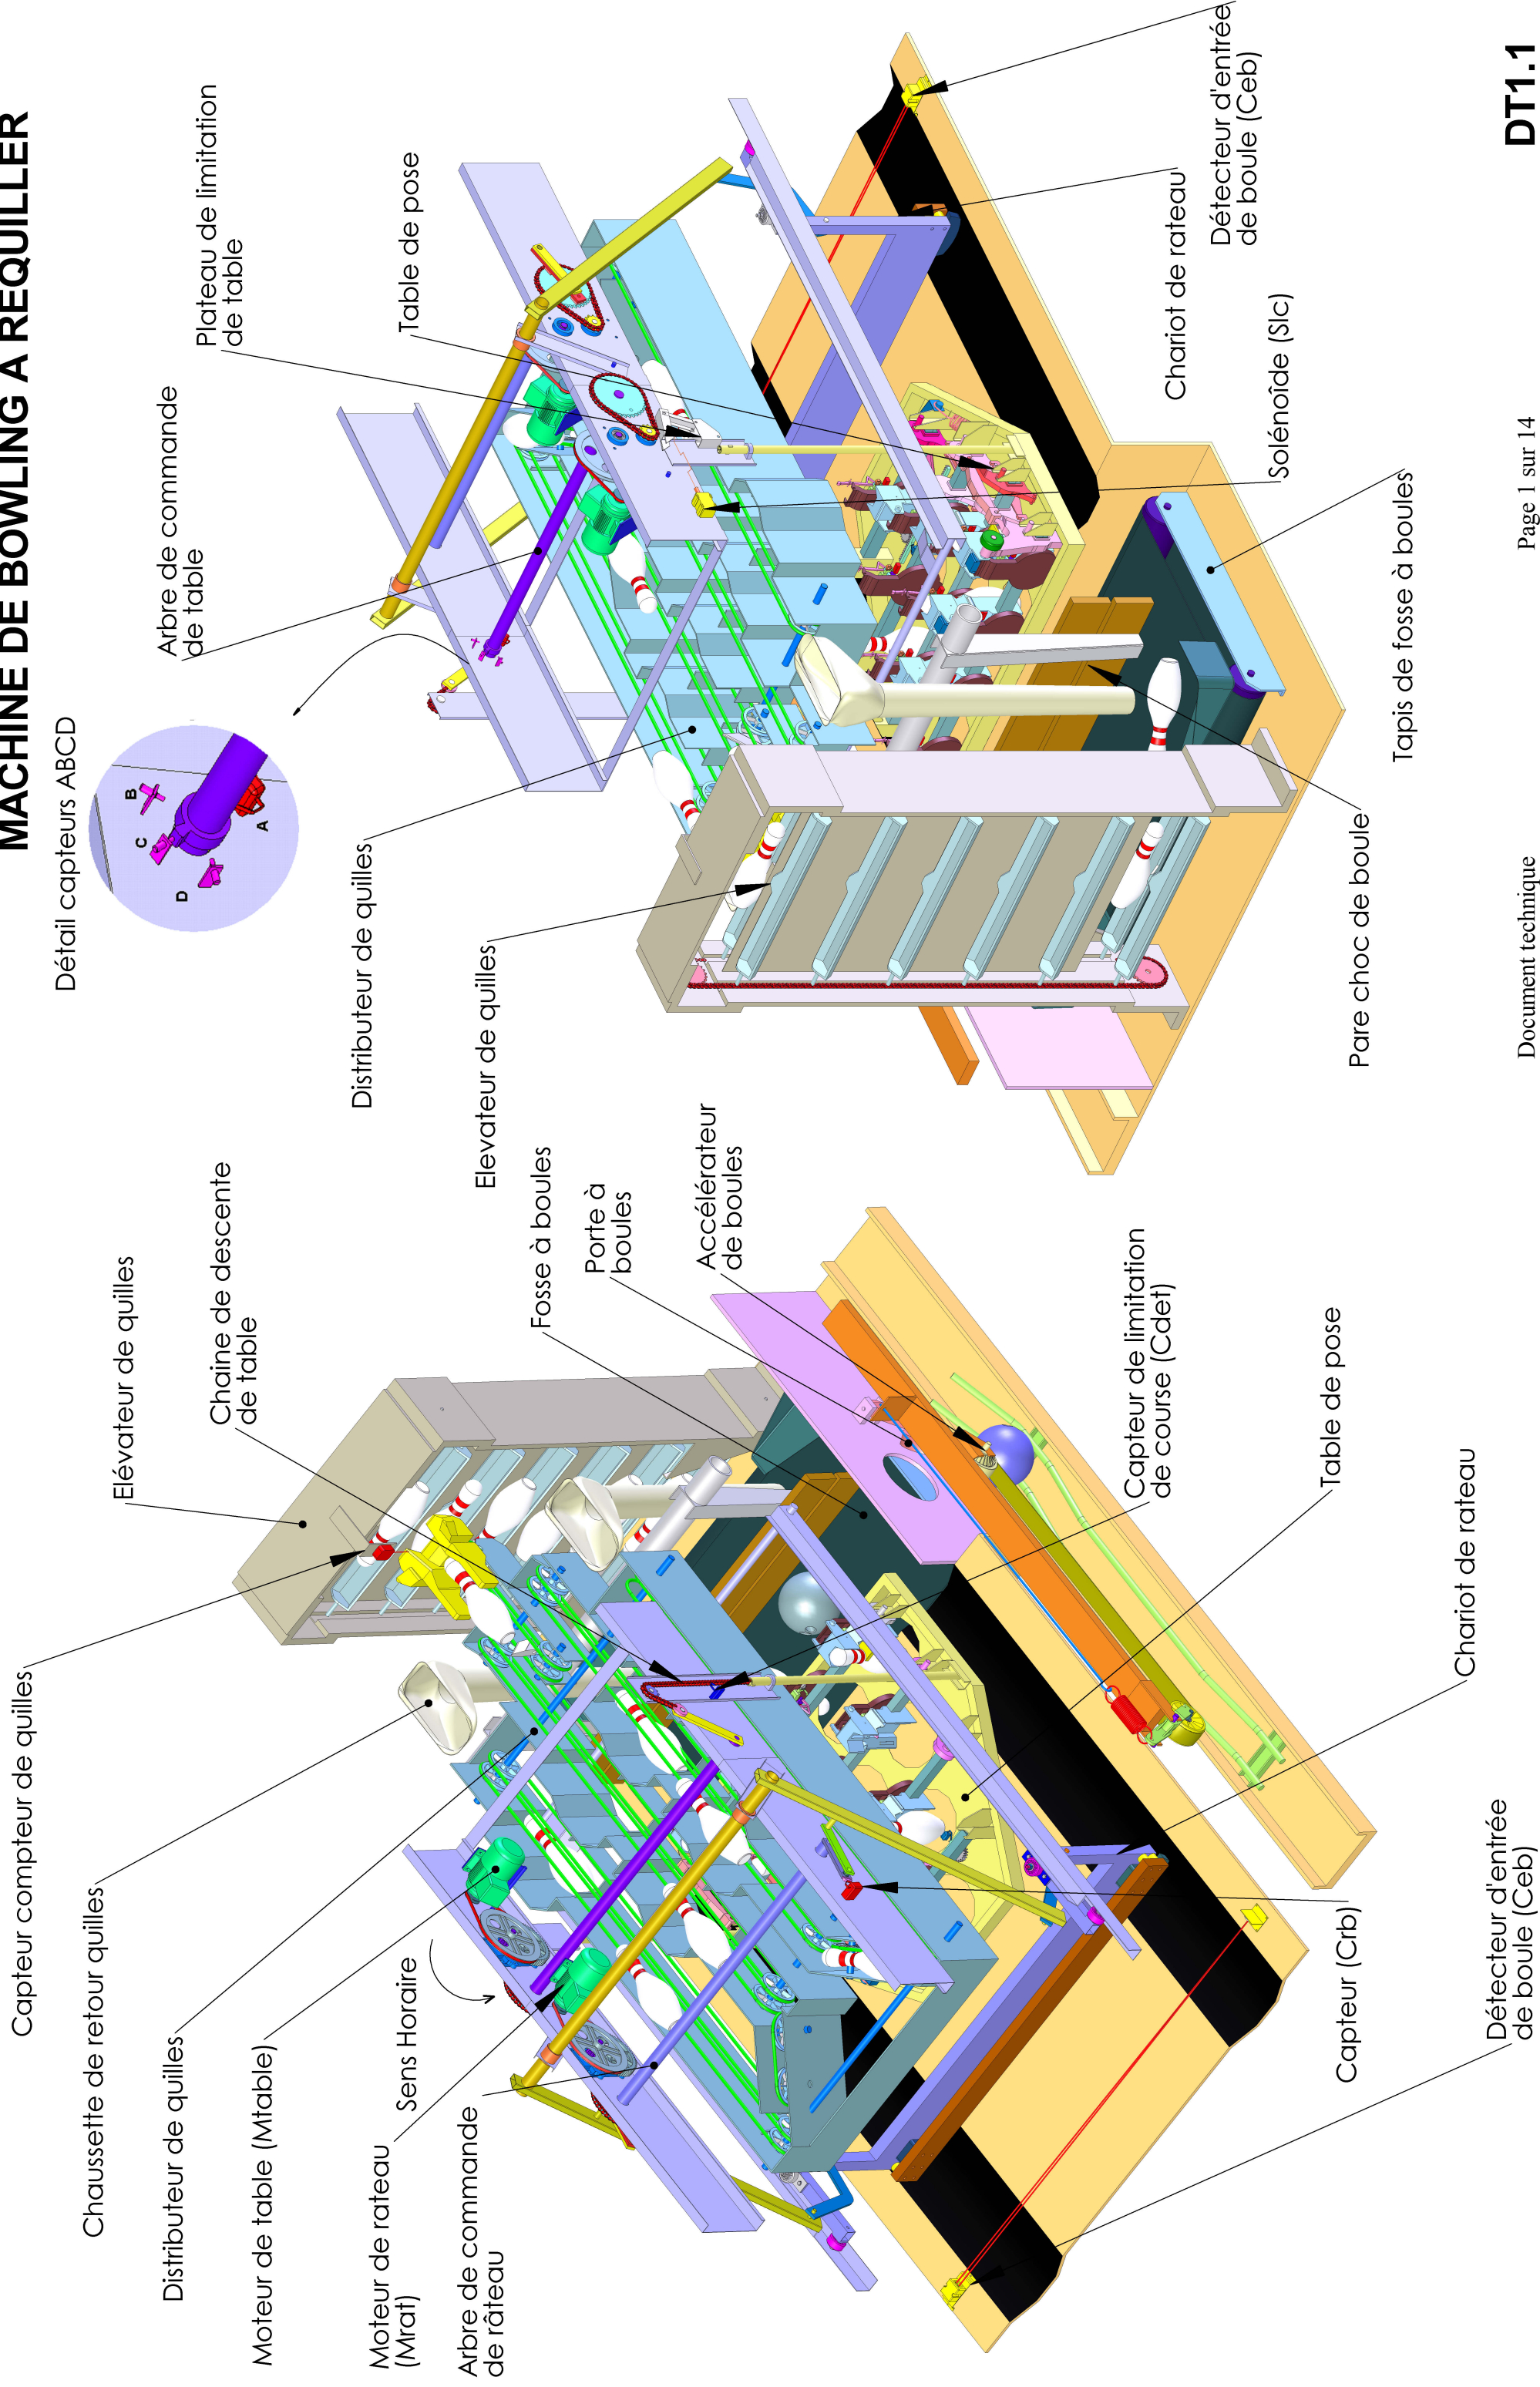 MACHINE DE BOWLING A REQUILLER
Capteur compteur de quilles
Chaussette de retour quilles
Distributeur de quilles
Moteur de table (Mtable)
Moteur de rateau
(Mrat)
Sens Horaire
Arbre de commande
de râteau
Elévateur de quilles
Chaine de descente
de table
Fosse à boules
Porte à
boules
Accélérateur
de boules
Capteur de limitation
de course (Cdet)
Table de pose
Chariot de rateau
Capteur (Crb)
Détecteur d'entrée
de boule (Ceb)
Détail capteurs ABCD
A
B
C
D
Arbre de commande
de table
Plateau de limitation
de table
Table de pose
Distributeur de quilles
Elevateur de quilles
Chariot de rateau
Détecteur d'entrée
de boule (Ceb)
Solénoîde (Slc)
Tapis de fosse à boules
Pare choc de boule
Document technique
Page 1 sur 14
DT1.1